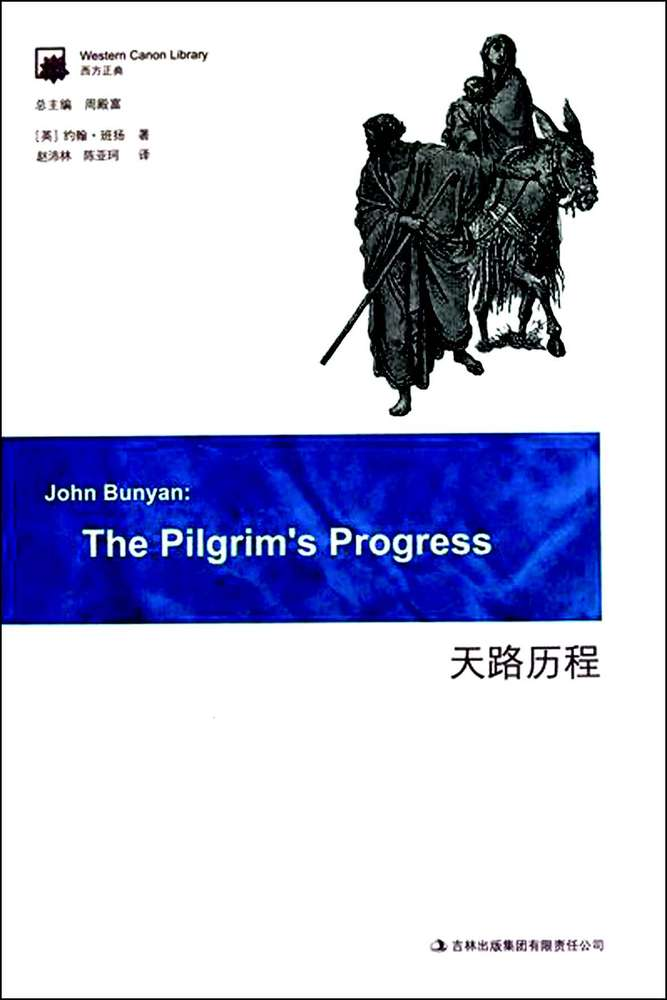 Western Canon Library
西方正典
总主编 周殿富
[英] 约翰·班扬 著
赵沛林 陈亚珂 译
John Bunyan:
The Pilgrim's Progress
天路历程
吉林出版集团有限责任公司